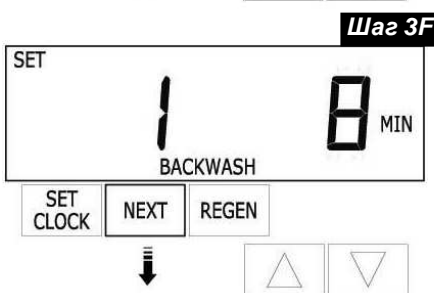 Шаг 3F
SET
1 8 MIN
BACKWASH
SET CLOCK NEXT REGEN